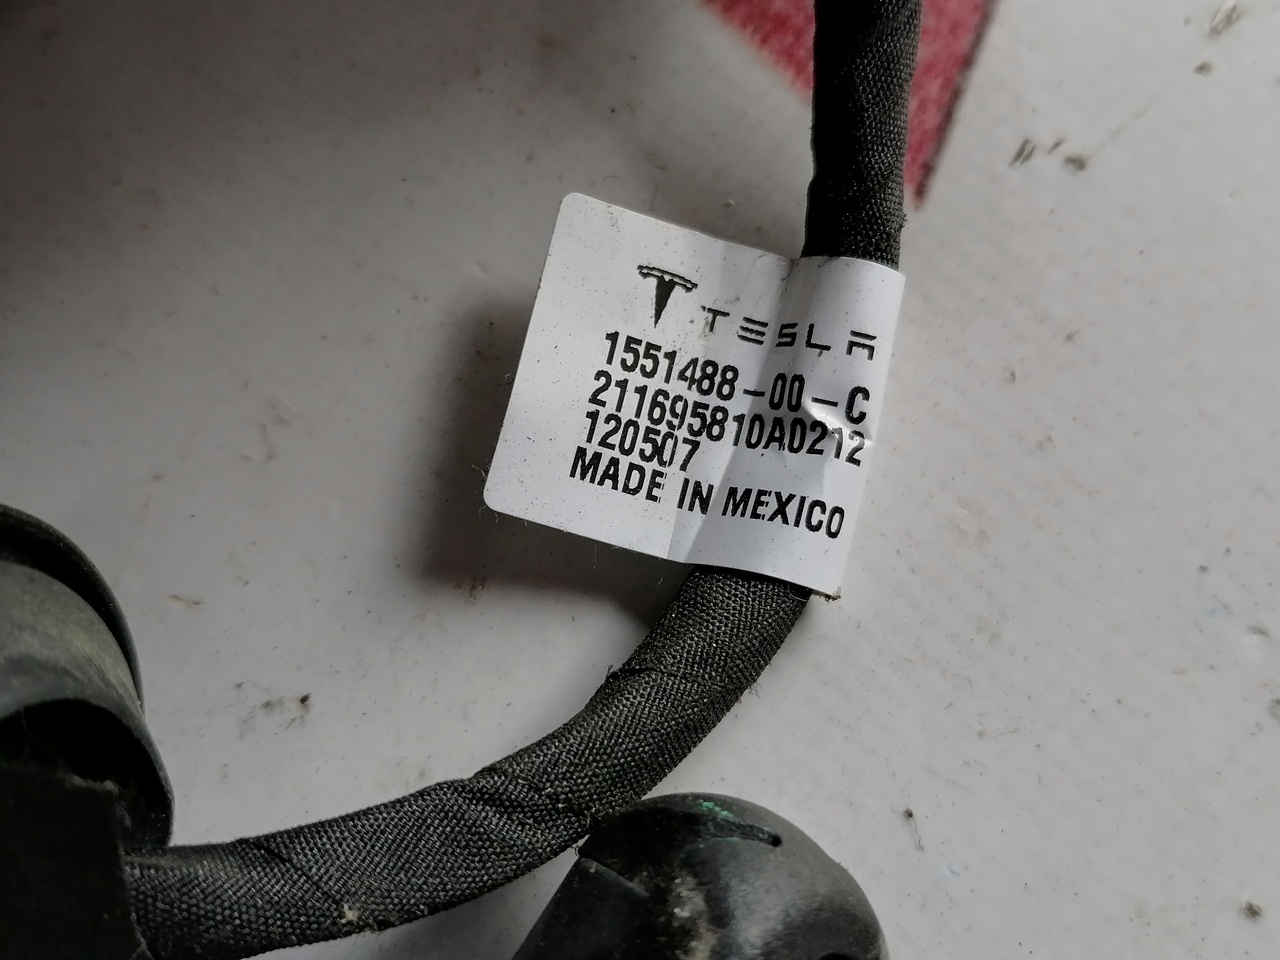 TESLA
1551488-00-C
211695810A0212
120507
MADE IN MEXICO